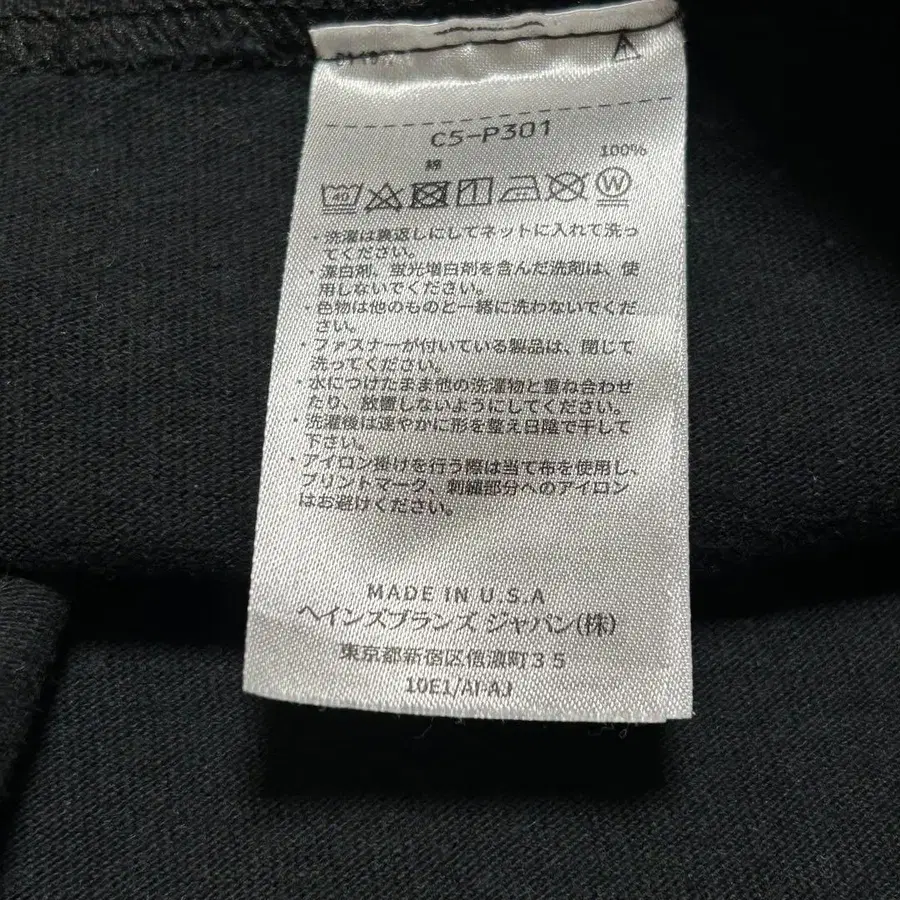 C5-P301
綿 100%
40 W
・洗濯は裏返しにしてネットに入れて洗っ
てください。
・漂白剤、蛍光増白剤を含んだ洗剤は、使
用しないでください。
・色物は他のものと一緒に洗わないでくだ
さい。
・ファスナーが付いている製品は、閉じて
洗ってください。
・水につけたまま他の洗濯物と重ね合わせ
たり、放置しないようにしてください。
・洗濯後は速やかに形を整え日陰で干して
下さい。
・アイロン掛けを行う際は当て布を使用し、
プリントマーク、刺繍部分へのアイロン
はお避けください。
MADE IN U.S.A
ヘインズブランズ ジャパン(株)
東京都新宿区信濃町35
10E1/AI-AJ